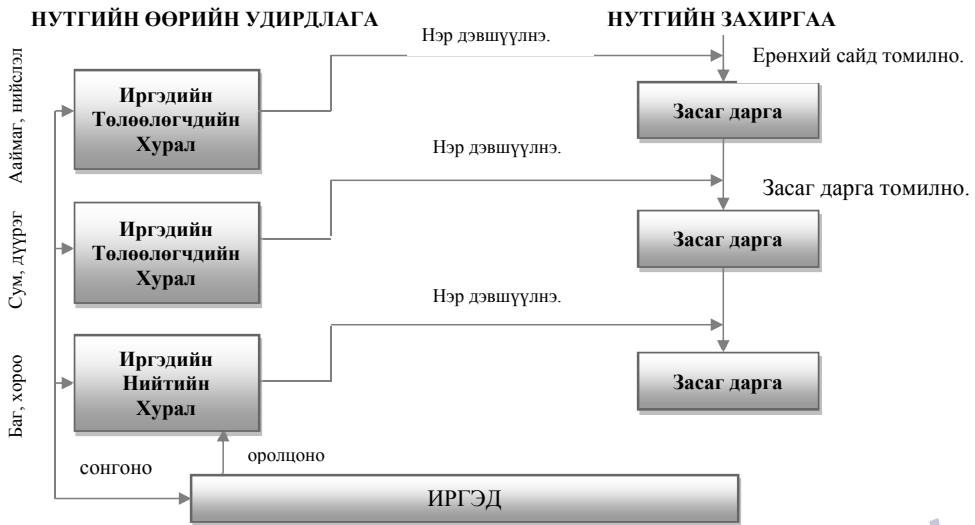 НУТГИЙН ӨӨРИЙН УДИРДЛАГА
НУТГИЙН ЗАХИРГАА
Нэр дэвшүүлнэ.
Ерөнхий сайд томилно.
Аймаг, нийслэл
Иргэдийн
Төлөөлөгчдийн
Хурал
Засаг дарга
Нэр дэвшүүлнэ.
Засаг дарга томилно.
Сум, дүүрэг
Иргэдийн
Төлөөлөгчдийн
Хурал
Засаг дарга
Нэр дэвшүүлнэ.
Баг, хороо
Иргэдийн
Нийтийн
Хурал
Засаг дарга
сонгоно
оролцоно
ИРГЭД